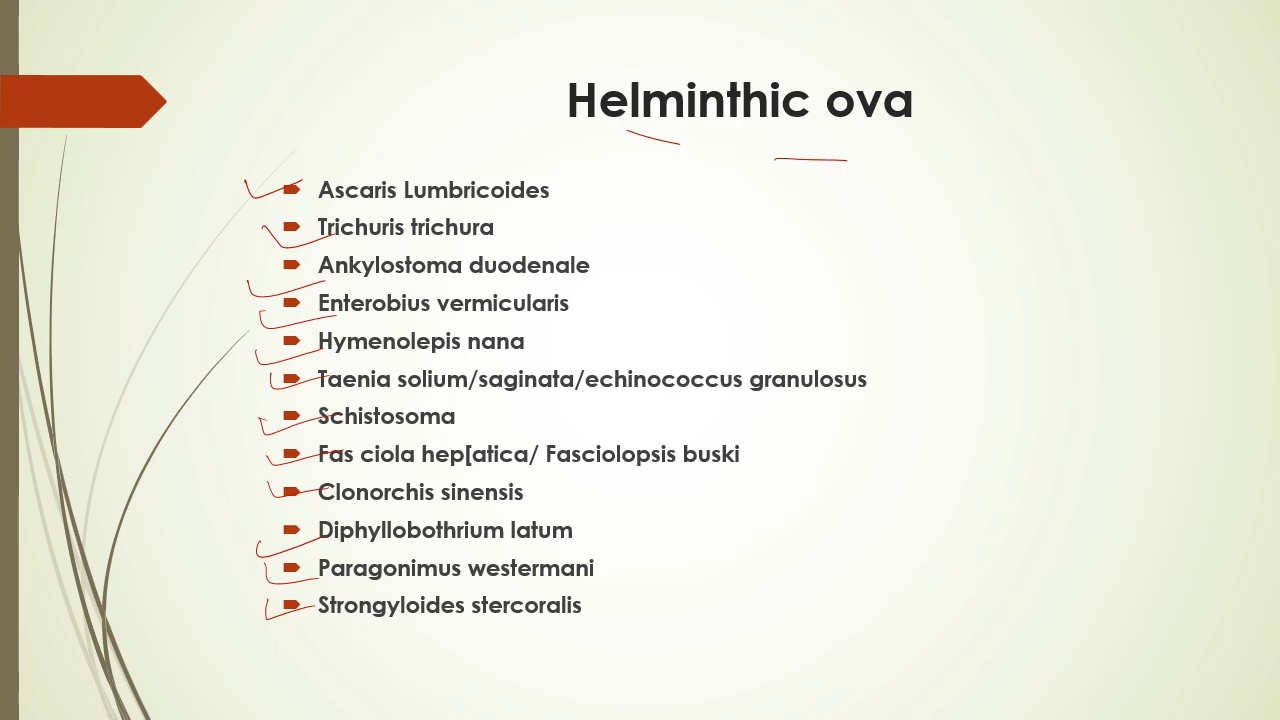 Helminthic ova
Ascaris Lumbricoides
Trichuris trichura
Ankylostoma duodenale
Enterobius vermicularis
Hymenolepis nana
Taenia solium/saginata/echinococcus granulosus
Schistosoma
Fas ciola hep[atica/ Fasciolopsis buski
Clonorchis sinensis
Diphyllobothrium latum
Paragonimus westermani
Strongyloides stercoralis